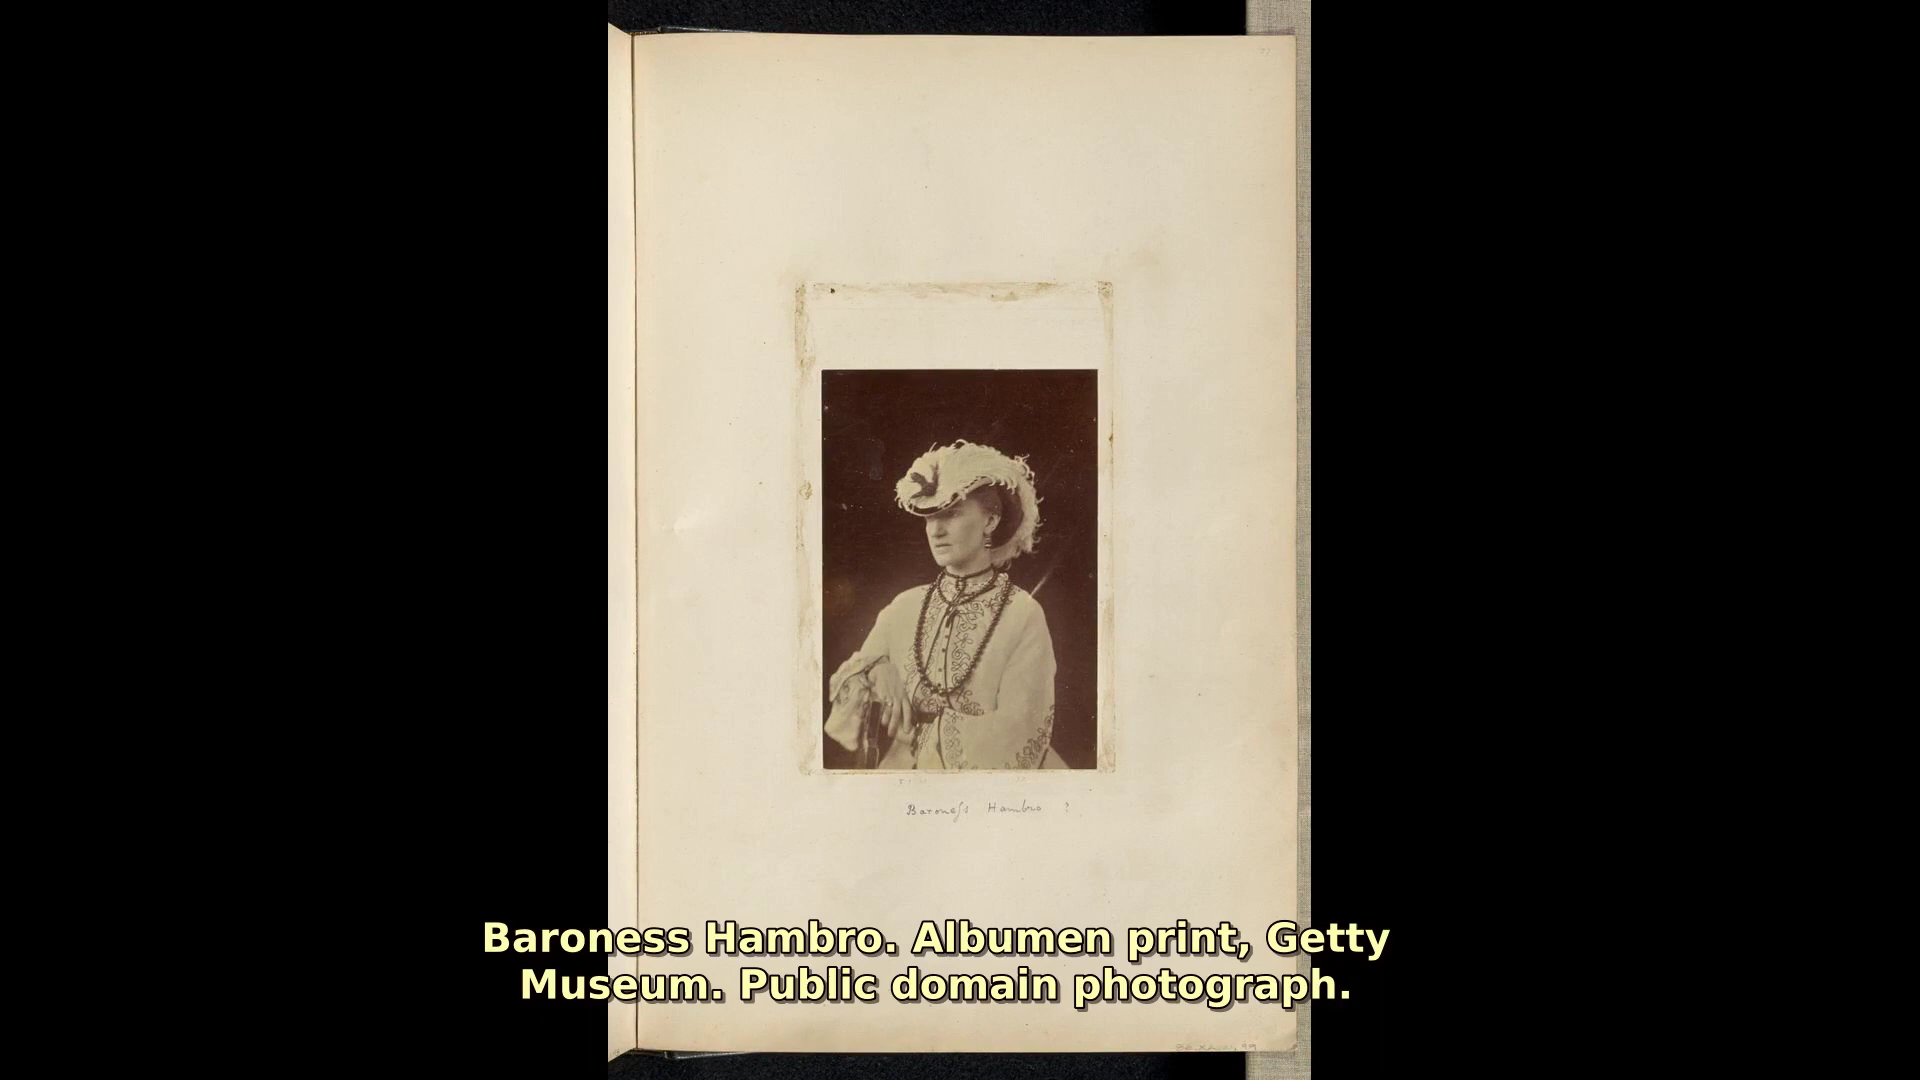 Baroneſs Hambro ?
Baroness Hambro. Albumen print, Getty
Museum. Public domain photograph.